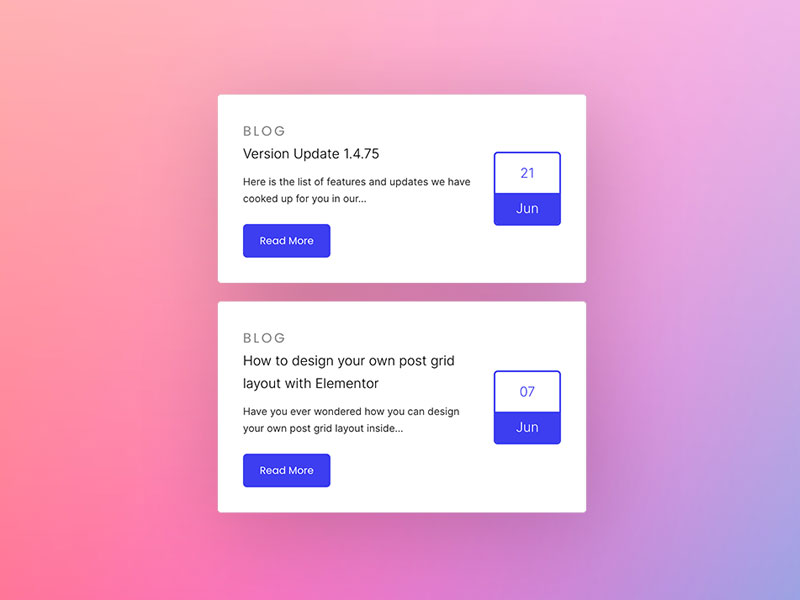 BLOG
Version Update 1.4.75
Here is the list of features and updates we have
cooked up for you in our...
Read More
21
Jun
BLOG
How to design your own post grid
layout with Elementor
Have you ever wondered how you can design
your own post grid layout inside...
Read More
07
Jun